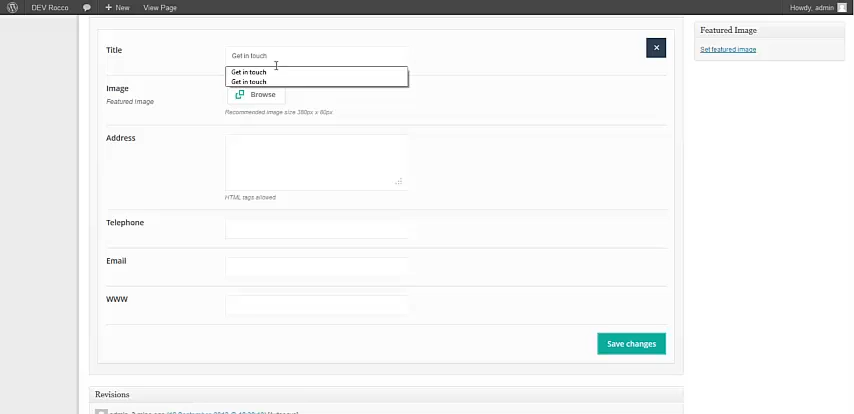 DEV Rocco
New
View Page
Howdy, admin
Title
Get in touch
Get in touch
Get in touch
Image
Featured Image
Browse
Recommended image size 380px x 80px
Address
HTML tags allowed
Telephone
Email
WWW
Save changes
Revisions
Featured Image
Set featured image